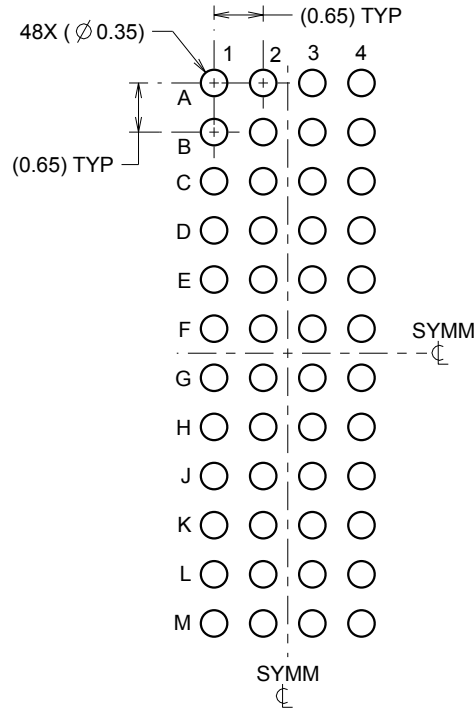 (0.65) TYP
48X ( ∅ 0.35)
1 2 3 4
A
B
(0.65) TYP
C
D
E
F
SYMM
℄
G
H
J
K
L
M
SYMM
℄